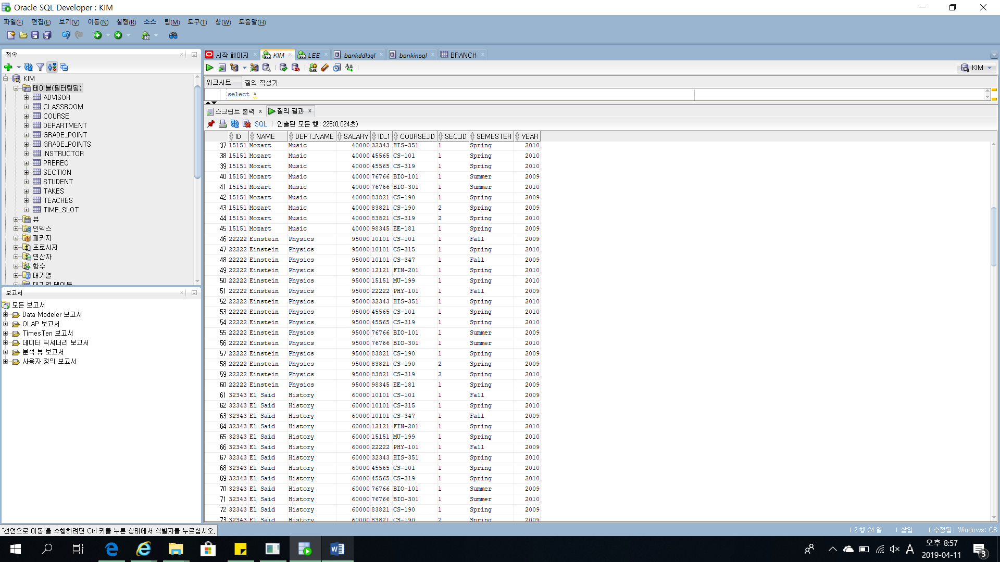 Oracle SQL Developer : KIM
파일(F) 편집(E) 보기(V) 이동(N) 실행(R) 소스 팀(M) 도구(T) 창(W) 도움말(H)
접속
KIM
테이블(필터링됨)
ADVISOR
CLASSROOM
COURSE
DEPARTMENT
GRADE_POINT
GRADE_POINTS
INSTRUCTOR
PREREQ
SECTION
STUDENT
TAKES
TEACHES
TIME_SLOT
뷰
인덱스
패키지
프로시저
연산자
함수
대기열
대기열 테이블
보고서
모든 보고서
Data Modeler 보고서
OLAP 보고서
TimesTen 보고서
데이터 딕셔너리 보고서
분석 뷰 보고서
사용자 정의 보고서
시작 페이지 KIM LEE bankddlsql bankinsql BRANCH
KIM
워크시트 질의 작성기
select *
스크립트 출력 질의 결과
SQL 인출된 모든 행: 225(0,024초)
ID NAME DEPT_NAME SALARY ID_1 COURSE_ID SEC_ID SEMESTER YEAR
37 15151 Mozart Music 40000 32343 HIS-351 1 Spring 2010
38 15151 Mozart Music 40000 45565 CS-101 1 Spring 2010
39 15151 Mozart Music 40000 45565 CS-319 1 Spring 2010
40 15151 Mozart Music 40000 76766 BIO-101 1 Summer 2009
41 15151 Mozart Music 40000 76766 BIO-301 1 Summer 2010
42 15151 Mozart Music 40000 83821 CS-190 1 Spring 2009
43 15151 Mozart Music 40000 83821 CS-190 2 Spring 2009
44 15151 Mozart Music 40000 83821 CS-319 2 Spring 2010
45 15151 Mozart Music 40000 98345 EE-181 1 Spring 2009
46 22222 Einstein Physics 95000 10101 CS-101 1 Fall 2009
47 22222 Einstein Physics 95000 10101 CS-315 1 Spring 2010
48 22222 Einstein Physics 95000 10101 CS-347 1 Fall 2009
49 22222 Einstein Physics 95000 12121 FIN-201 1 Spring 2010
50 22222 Einstein Physics 95000 15151 MU-199 1 Spring 2010
51 22222 Einstein Physics 95000 22222 PHY-101 1 Fall 2009
52 22222 Einstein Physics 95000 32343 HIS-351 1 Spring 2010
53 22222 Einstein Physics 95000 45565 CS-101 1 Spring 2010
54 22222 Einstein Physics 95000 45565 CS-319 1 Spring 2010
55 22222 Einstein Physics 95000 76766 BIO-101 1 Summer 2009
56 22222 Einstein Physics 95000 76766 BIO-301 1 Summer 2010
57 22222 Einstein Physics 95000 83821 CS-190 1 Spring 2009
58 22222 Einstein Physics 95000 83821 CS-190 2 Spring 2009
59 22222 Einstein Physics 95000 83821 CS-319 2 Spring 2010
60 22222 Einstein Physics 95000 98345 EE-181 1 Spring 2009
61 32343 El Said History 60000 10101 CS-101 1 Fall 2009
62 32343 El Said History 60000 10101 CS-315 1 Spring 2010
63 32343 El Said History 60000 10101 CS-347 1 Fall 2009
64 32343 El Said History 60000 12121 FIN-201 1 Spring 2010
65 32343 El Said History 60000 15151 MU-199 1 Spring 2010
66 32343 El Said History 60000 22222 PHY-101 1 Fall 2009
67 32343 El Said History 60000 32343 HIS-351 1 Spring 2010
68 32343 El Said History 60000 45565 CS-101 1 Spring 2010
69 32343 El Said History 60000 45565 CS-319 1 Spring 2010
70 32343 El Said History 60000 76766 BIO-101 1 Summer 2009
71 32343 El Said History 60000 76766 BIO-301 1 Summer 2010
72 32343 El Said History 60000 83821 CS-190 1 Spring 2009
73 32343 El Said History 60000 83821 CS-190 2 Spring 2009
"선언으로 이동"을 수행하려면 Ctrl 키를 누른 상태에서 식별자를 누르십시오.
2 행 24 열 삽입 수정됨 Windows: CR
A 오후 8:57
2019-04-11
3